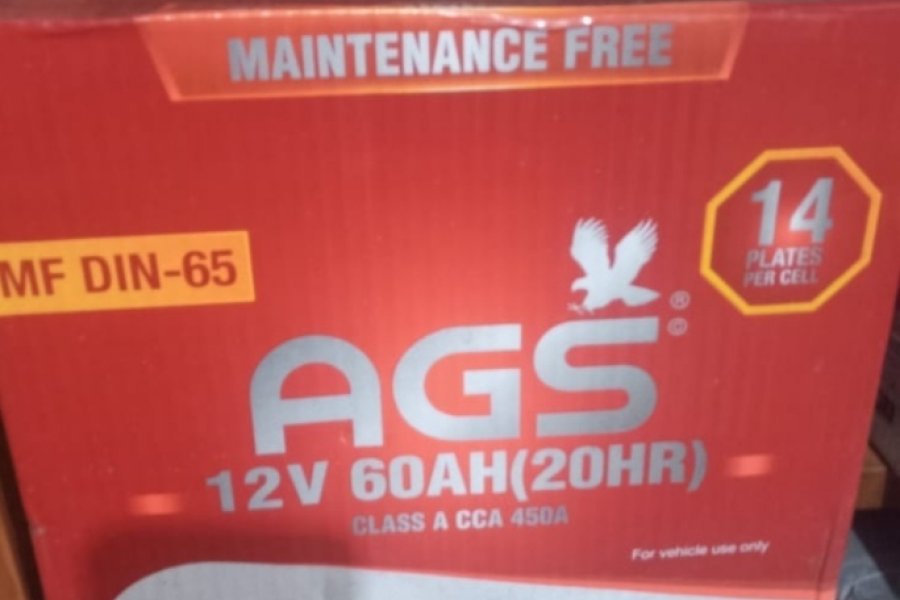 MAINTENANCE FREE
14
PLATES
PER CELL
MF DIN-65
®
©
AGS
12V 60AH(20HR)
CLASS A CCA 450A
For vehicle use only